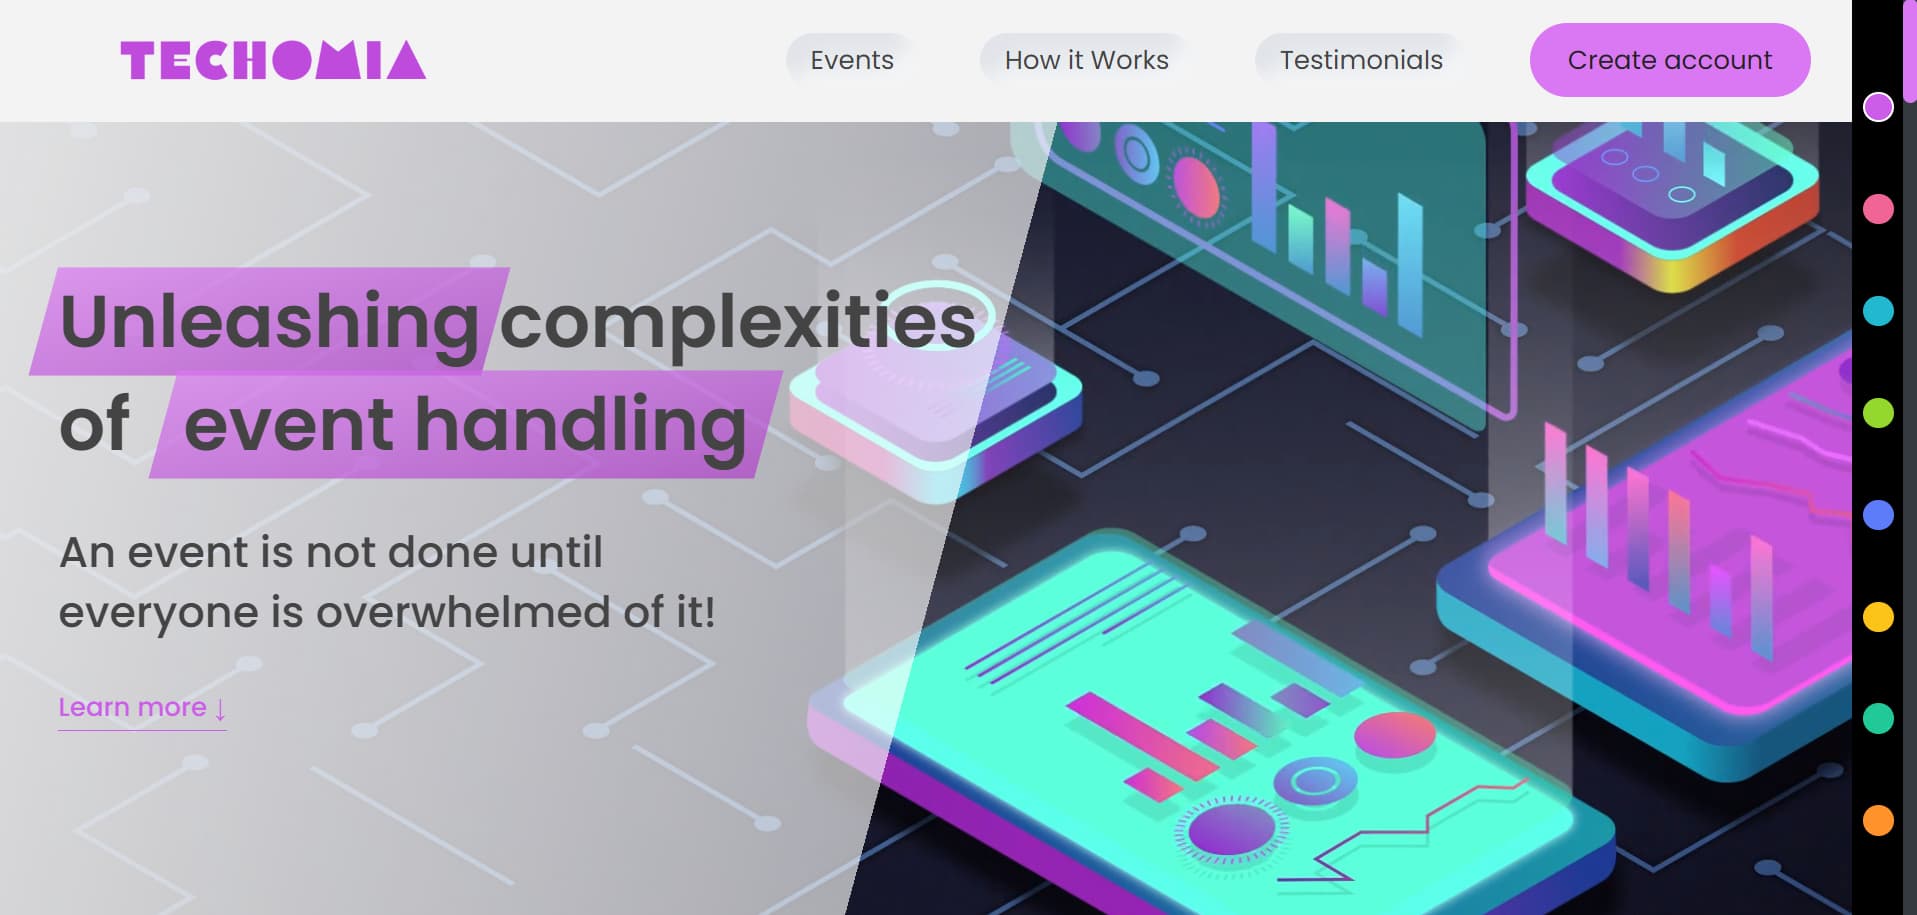 TECHOMIA
Events
How it Works
Testimonials
Create account
Unleashing complexities
of event handling
An event is not done until
everyone is overwhelmed of it!
Learn more ↓